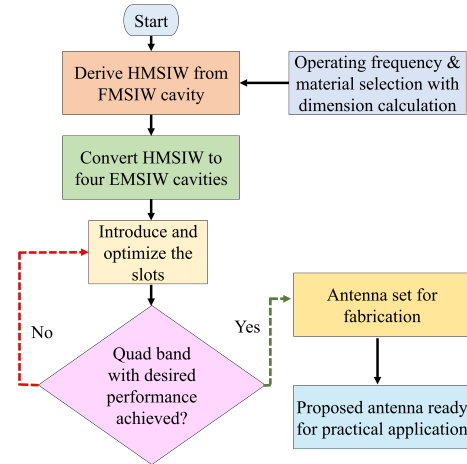 Start
Derive HMSIW from
FMSIW cavity
Operating frequency &
material selection with
dimension calculation
Convert HMSIW to
four EMSIW cavities
Introduce and
optimize the
slots
No
Quad band
with desired
performance
achieved?
Yes
Antenna set for
fabrication
Proposed antenna ready
for practical application